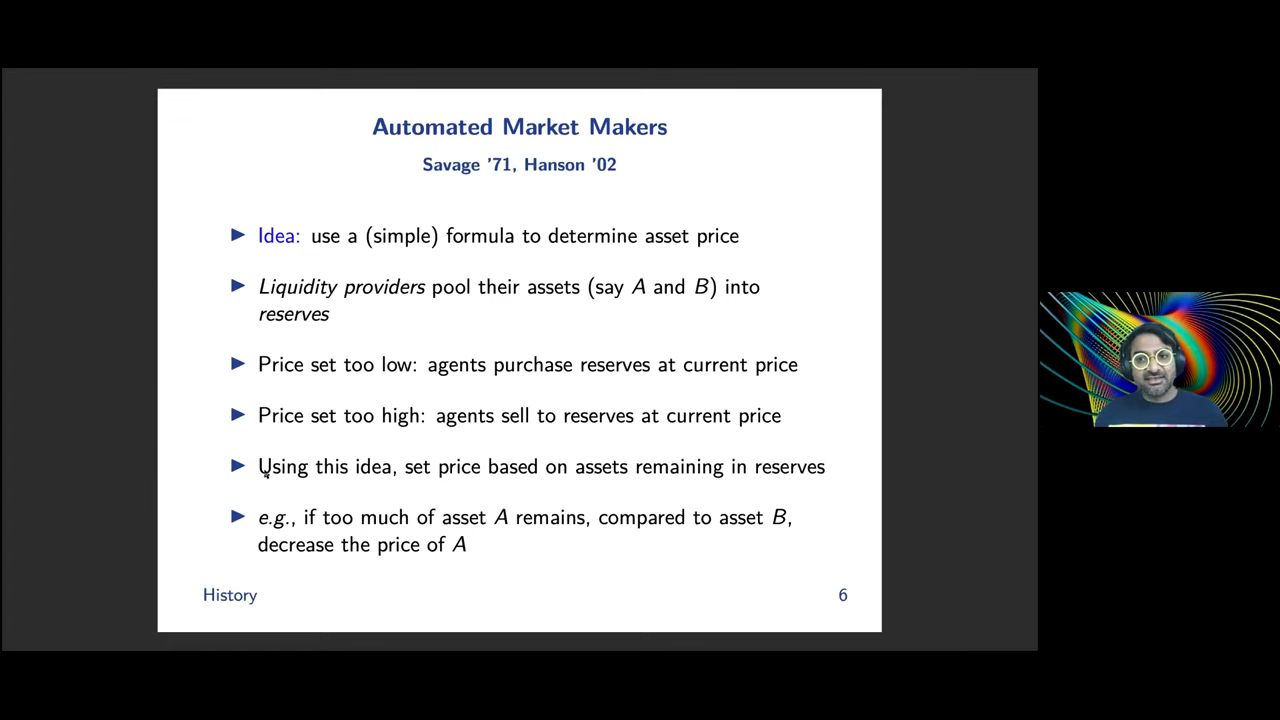 Automated Market Makers
Savage '71, Hanson '02
▶ Idea: use a (simple) formula to determine asset price
▶ Liquidity providers pool their assets (say A and B) into
reserves
▶ Price set too low: agents purchase reserves at current price
▶ Price set too high: agents sell to reserves at current price
▶ Using this idea, set price based on assets remaining in reserves
▶ e.g., if too much of asset A remains, compared to asset B,
decrease the price of A
History 6